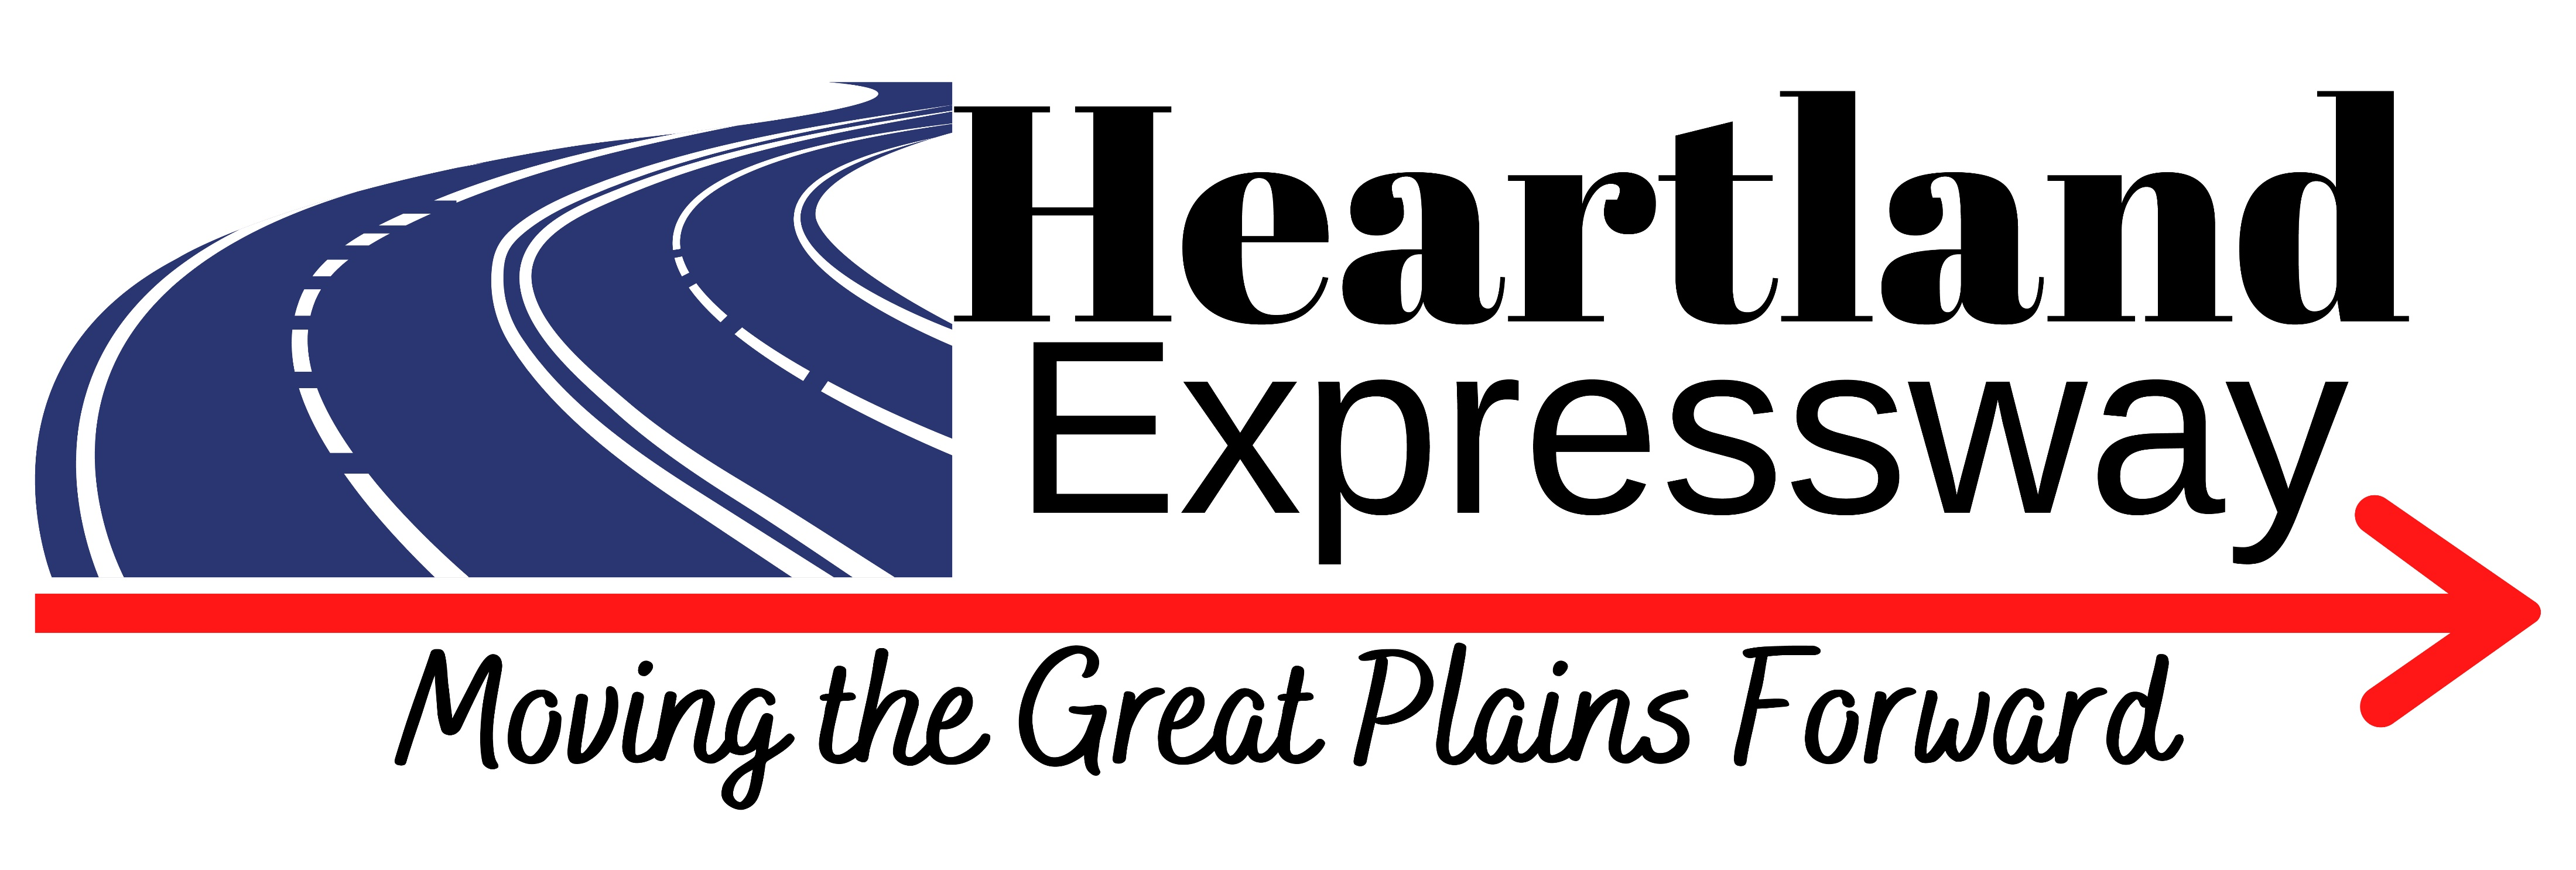 Heartland
Expressway
Moving the Great Plains Forward